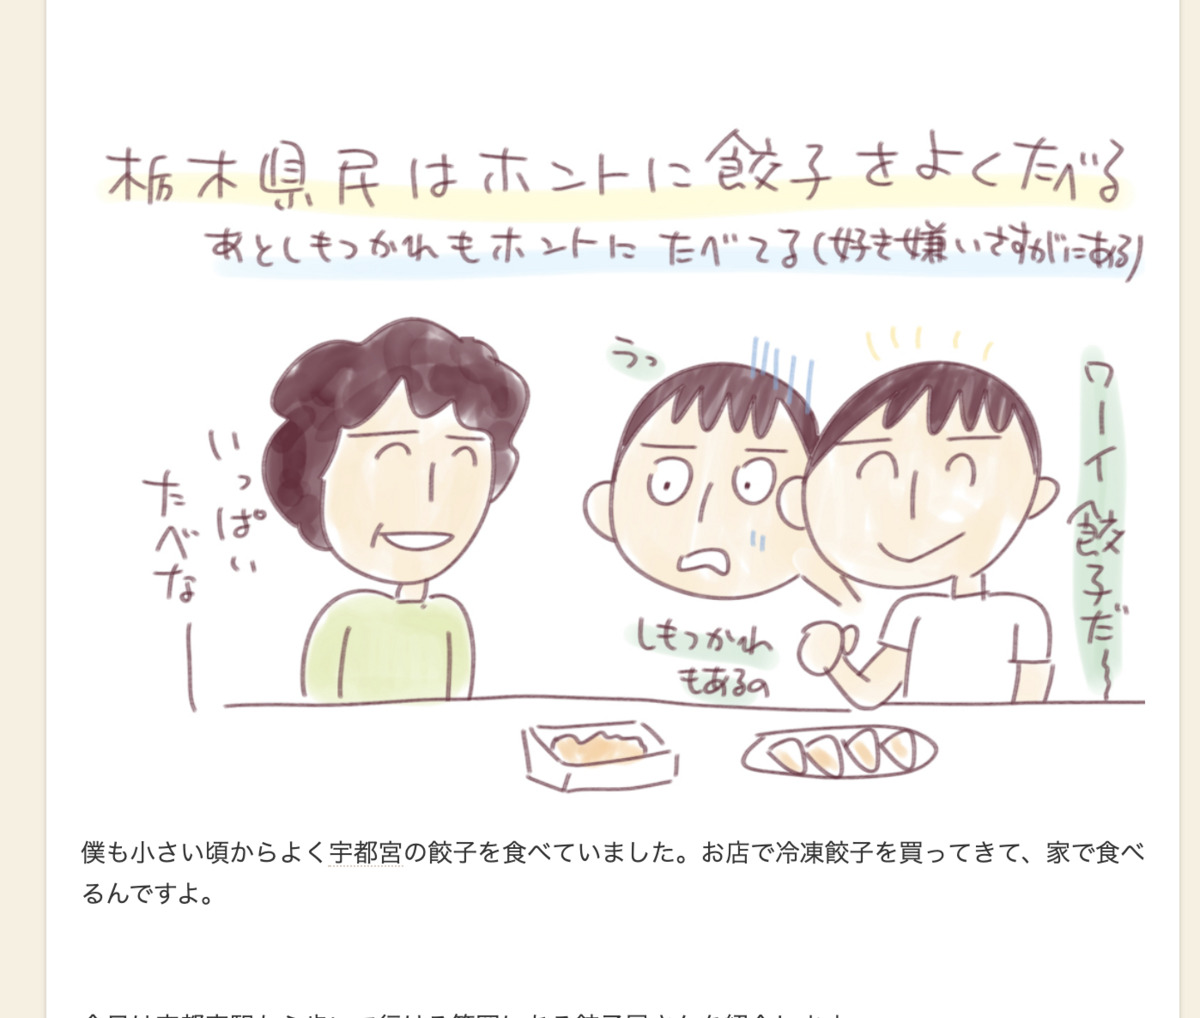 栃木県民はホントに餃子をよくたべる
あとしもつかれもホントにたべてる(好き嫌いさすがにある)
いっぱい
たべな
｜
うっ
ワーイ餃子だ〜
しもつかれ
もあるの
僕も小さい頃からよく宇都宮の餃子を食べていました。お店で冷凍餃子を買ってきて、家で食べ
るんですよ。